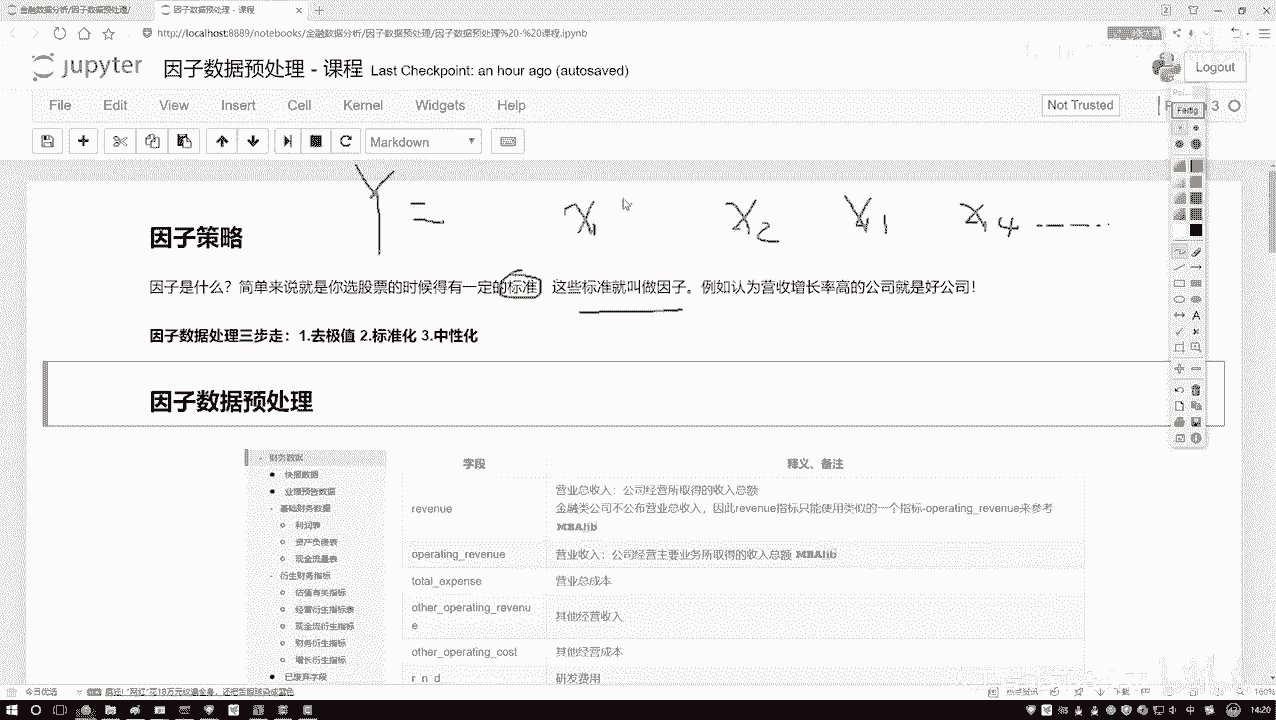 金融数据分析/因子数据预处理/
因子数据预处理 - 课程
http://localhost:8889/notebooks/金融数据分析/因子数据预处理/因子数据预处理%20-%20课程.ipynb
jupyter 因子数据预处理 - 课程 Last Checkpoint: an hour ago (autosaved)
Logout
File Edit View Insert Cell Kernel Widgets Help
Not Trusted
3
Fertig
Markdown
Y = X1 X2 X1 X4 ------
因子策略
因子是什么？简单来说就是你选股票的时候得有一定的标准，这些标准就叫做因子。例如认为营收增长率高的公司就是好公司！
因子数据处理三步走：1.去极值 2.标准化 3.中性化
因子数据预处理
财务数据
快报数据
业绩预告数据
基础财务数据
利润表
资产负债表
现金流量表
衍生财务指标
估值有关指标
经营衍生指标表
现金流衍生指标
财务衍生指标
增长衍生指标
已废弃字段
字段 释义、备注
revenue
营业总收入：公司经营所取得的收入总额
金融类公司不公布营业总收入，因此revenue指标只能使用类似的一个指标-operating_revenue来参考
operating_revenue 营业收入：公司经营主要业务所取得的收入总额
total_expense 营业总成本
other_operating_revenu
e
其他经营收入
other_operating_cost 其他经营成本
r_n_d 研发费用
今日优选
160%
14:20